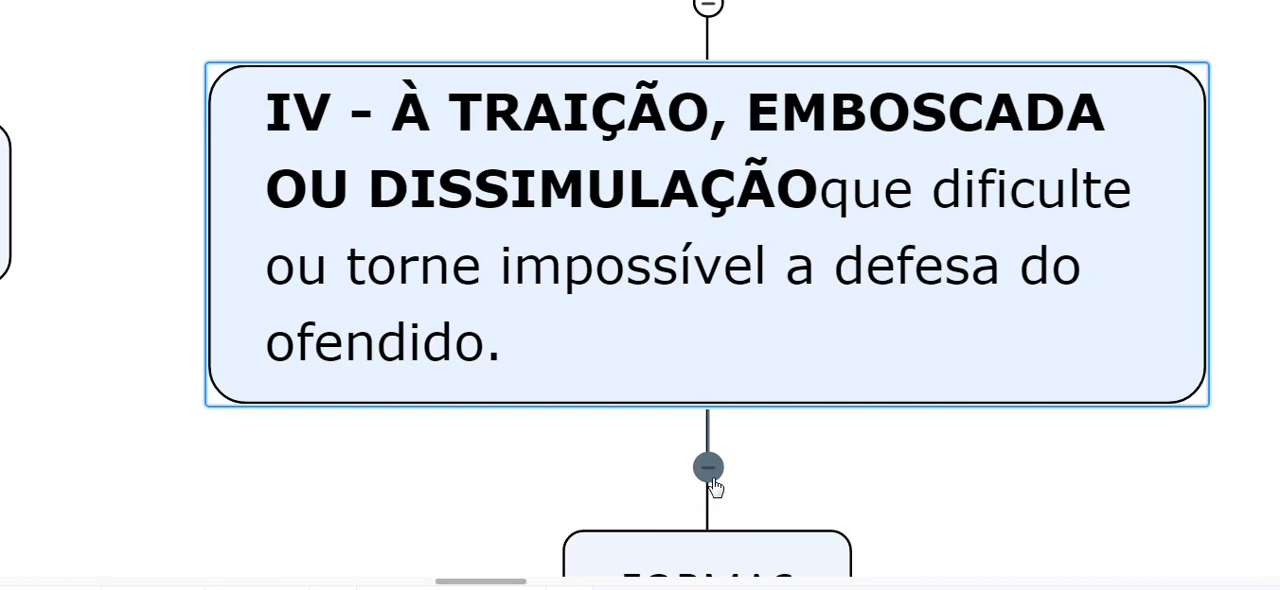 IV - À TRAIÇÃO, EMBOSCADA
OU DISSIMULAÇÃOque dificulte
ou torne impossível a defesa do
ofendido.